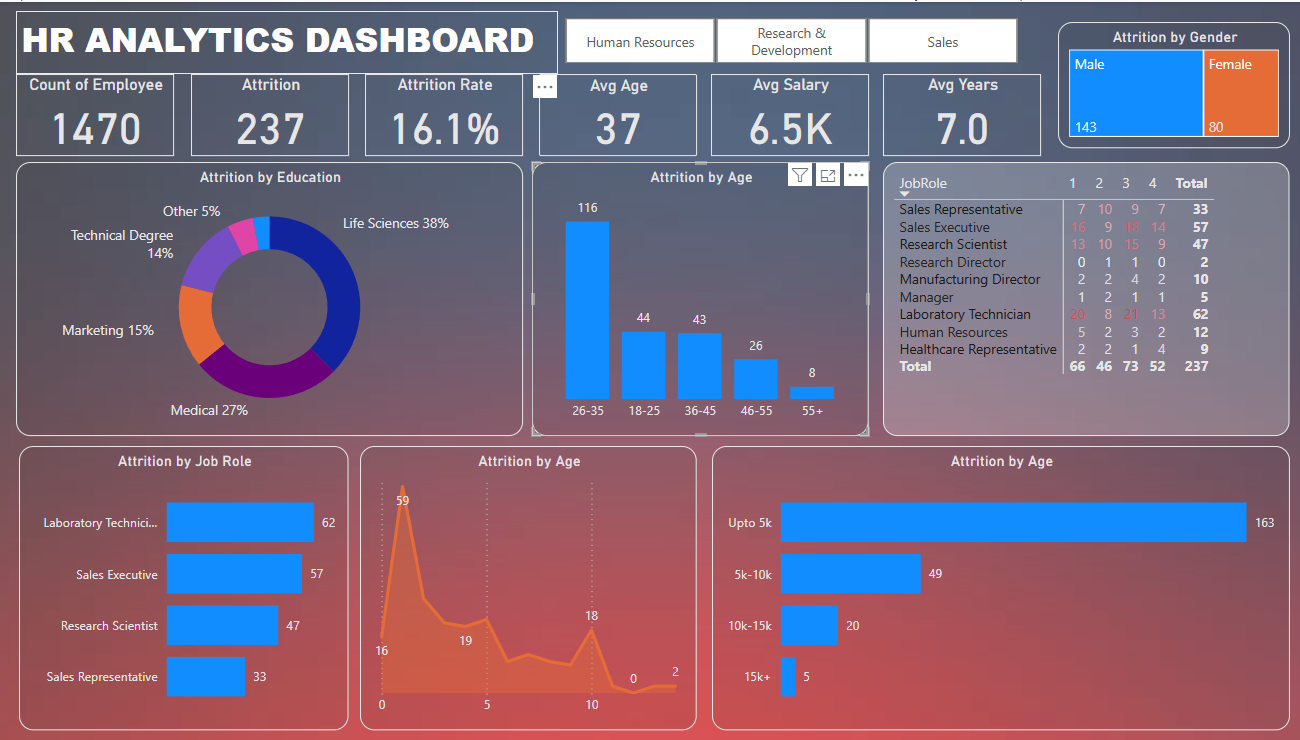 HR ANALYTICS DASHBOARD
Human Resources
Research &
Development
Sales
Attrition by Gender
Male
Female
143
80
Count of Employee
1470
Attrition
237
Attrition Rate
16.1%
Avg Age
37
Avg Salary
6.5K
Avg Years
7.0
Attrition by Education
Other 5%
Life Sciences 38%
Technical Degree
14%
Marketing 15%
Medical 27%
Attrition by Age
116
44
43
26
8
26-35 18-25 36-45 46-55 55+
JobRole 1 2 3 4 Total
Sales Representative 7 10 9 7 33
Sales Executive 16 9 18 14 57
Research Scientist 13 10 15 9 47
Research Director 0 1 1 0 2
Manufacturing Director 2 2 4 2 10
Manager 1 2 1 1 5
Laboratory Technician 20 8 21 13 62
Human Resources 5 2 3 2 12
Healthcare Representative 2 2 1 4 9
Total 66 46 73 52 237
Attrition by Job Role
Laboratory Technici... 62
Sales Executive 57
Research Scientist 47
Sales Representative 33
Attrition by Age
59
16
19
18
0
2
0 5 10
Attrition by Age
Upto 5k 163
5k-10k 49
10k-15k 20
15k+ 5